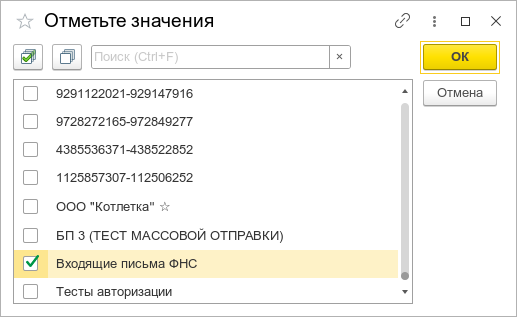 Отметьте значения
Поиск (Ctrl+F)
ОК
Отмена
9291122021-929147916
9728272165-972849277
4385536371-438522852
1125857307-112506252
ООО "Котлетка" ☆
БП 3 (ТЕСТ МАССОВОЙ ОТПРАВКИ)
Входящие письма ФНС
Тесты авторизации